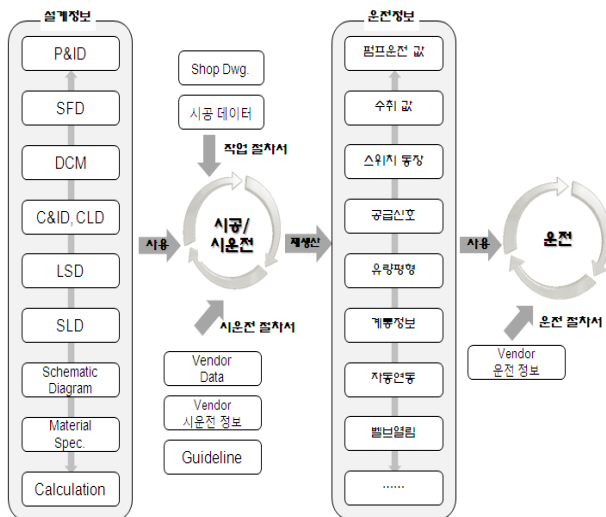 설계정보
P&ID
SFD
DCM
C&ID, CLD
LSD
SLD
Schematic
Diagram
Material
Spec.
Calculation
Shop Dwg.
시공 데이터
작업 절차서
사용
시공/
시운전
재생산
시운전 절차서
Vendor
Data
Vendor
시운전 정보
Guideline
운전정보
펌프운전 값
수취 값
스위치 동장
공급신호
유량평형
계통정보
자동연동
밸브열림
......
사용
운전
운전 절차서
Vendor
운전 정보